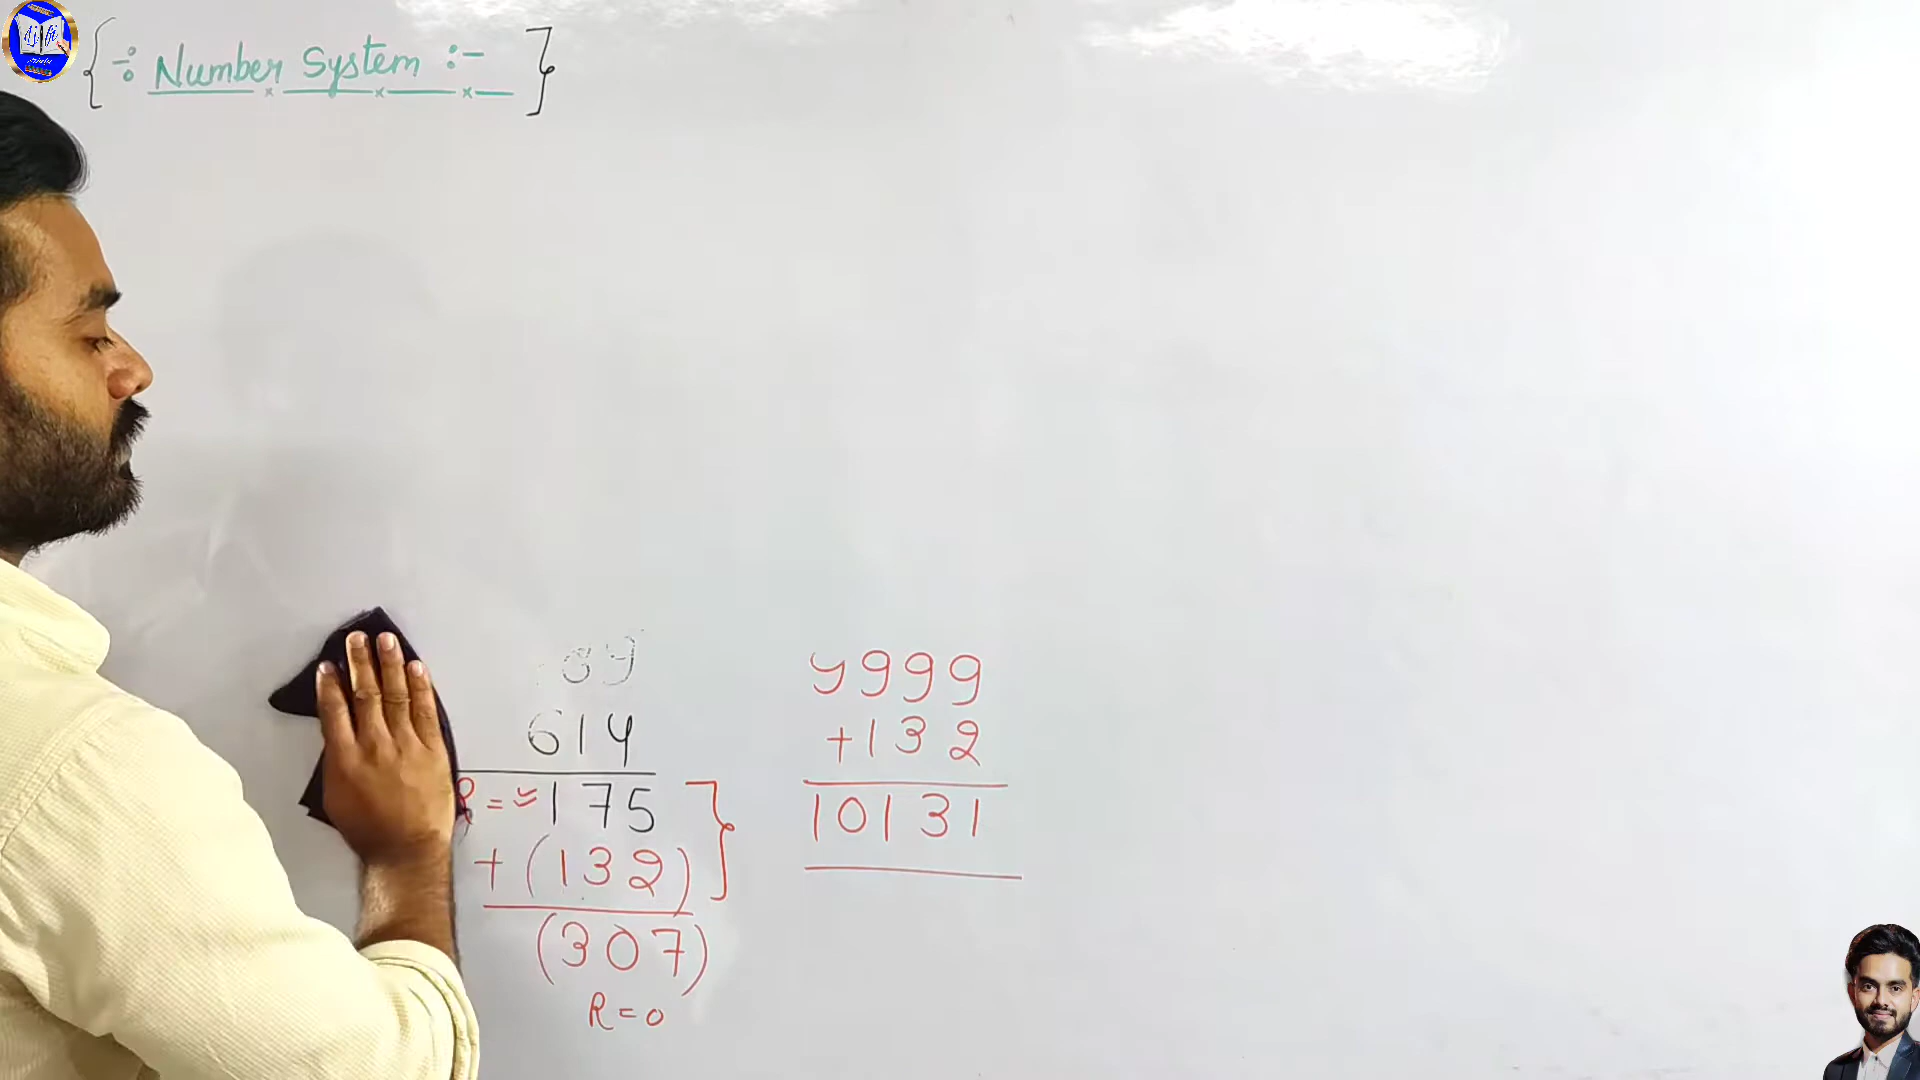 { ÷ Number System :- }
614
R = 175
+ (132) }
(307)
R = 0
9999
+132
10131